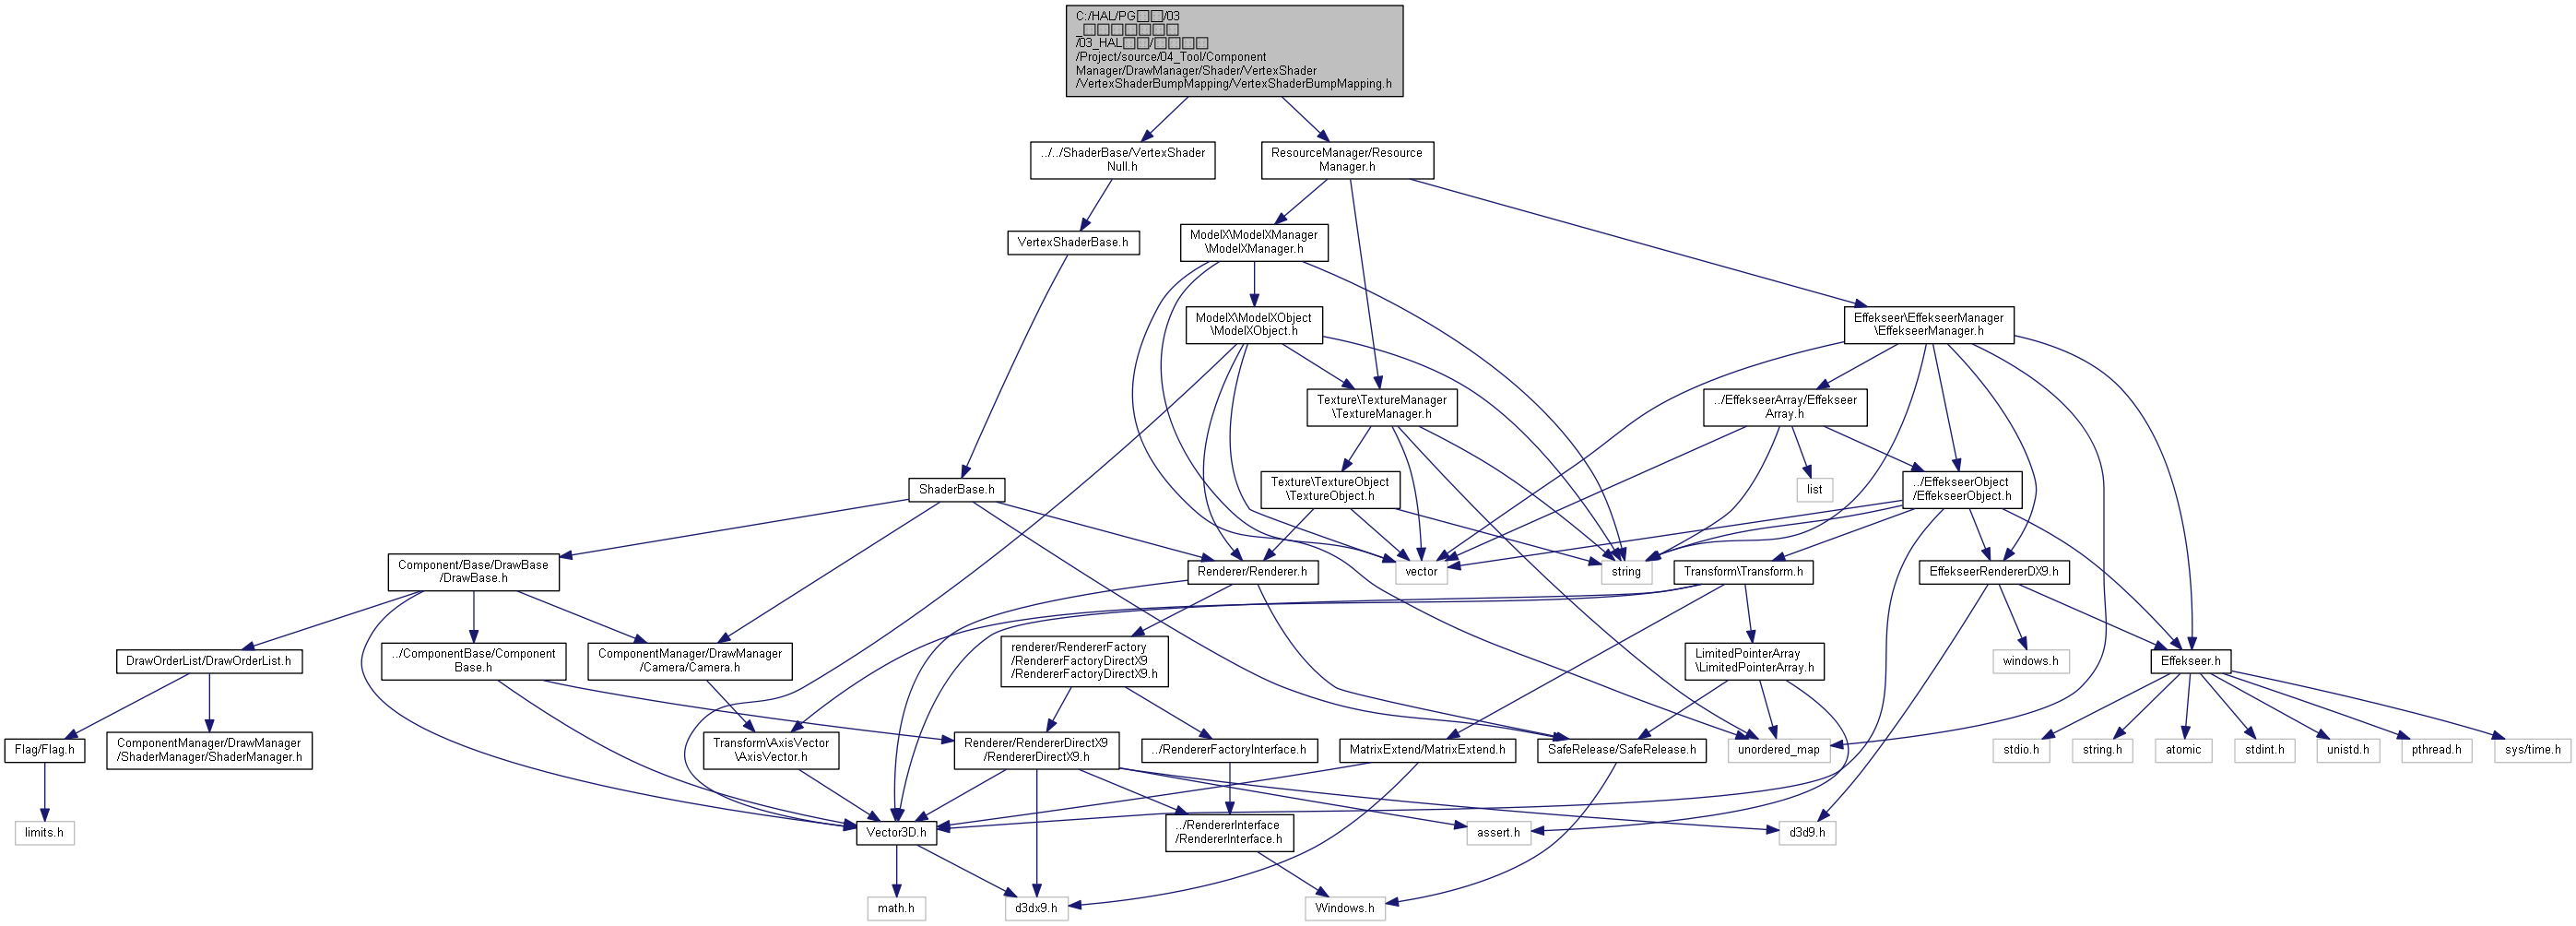 C:/HAL/PG□□/03
_□□□□□□□
/03_HAL□□/□□□□
/Project/source/04_Tool/Component
Manager/DrawManager/Shader/VertexShader
/VertexShaderBumpMapping/VertexShaderBumpMapping.h
../../ShaderBase/VertexShader
Null.h
ResourceManager/Resource
Manager.h
VertexShaderBase.h
ModelX\ModelXManager
\ModelXManager.h
ModelX\ModelXObject
\ModelXObject.h
Effekseer\EffekseerManager
\EffekseerManager.h
Texture\TextureManager
\TextureManager.h
../EffekseerArray/Effekseer
Array.h
ShaderBase.h
Texture\TextureObject
\TextureObject.h
list
../EffekseerObject
/EffekseerObject.h
Component/Base/DrawBase
/DrawBase.h
Renderer/Renderer.h
vector
string
Transform\Transform.h
EffekseerRendererDX9.h
DrawOrderList/DrawOrderList.h
../ComponentBase/Component
Base.h
ComponentManager/DrawManager
/Camera/Camera.h
renderer/RendererFactory
/RendererFactoryDirectX9
/RendererFactoryDirectX9.h
LimitedPointerArray
\LimitedPointerArray.h
windows.h
Effekseer.h
Flag/Flag.h
ComponentManager/DrawManager
/ShaderManager/ShaderManager.h
Transform\AxisVector
\AxisVector.h
Renderer/RendererDirectX9
/RendererDirectX9.h
../RendererFactoryInterface.h
MatrixExtend/MatrixExtend.h
SafeRelease/SafeRelease.h
unordered_map
stdio.h
string.h
atomic
stdint.h
unistd.h
pthread.h
sys/time.h
limits.h
Vector3D.h
../RendererInterface
/RendererInterface.h
assert.h
d3d9.h
math.h
d3dx9.h
Windows.h